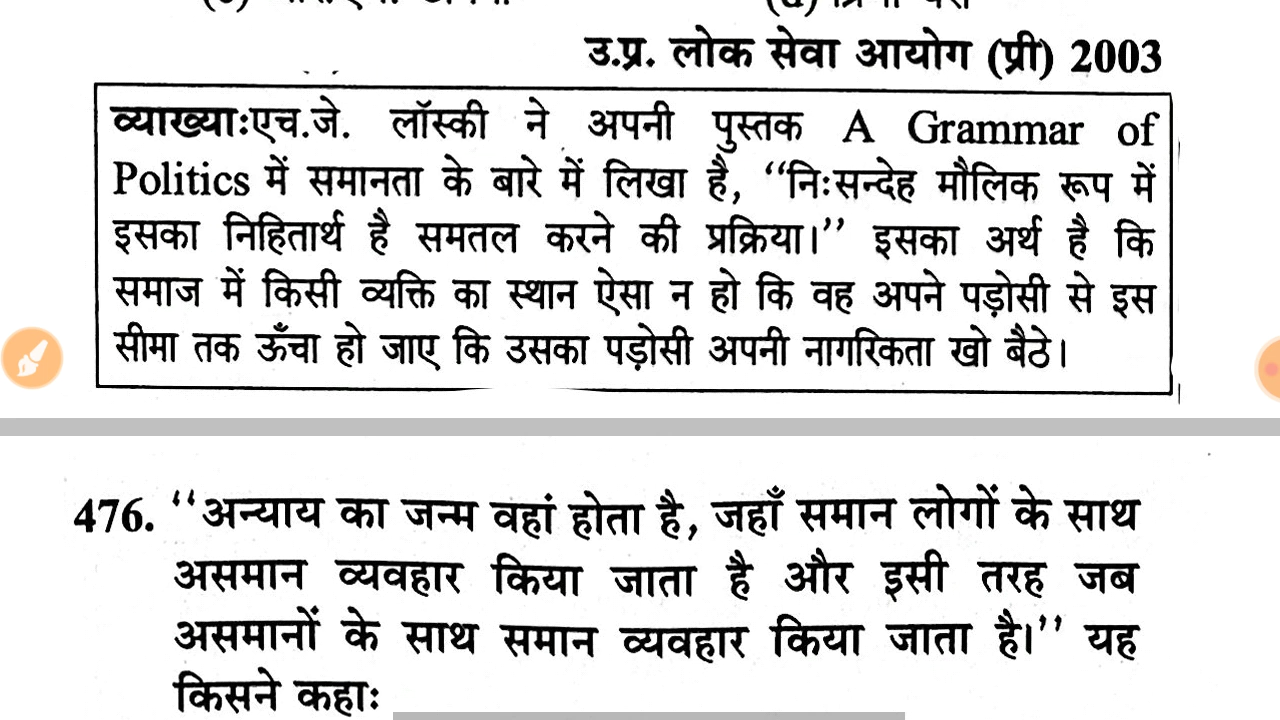 उ.प्र. लोक सेवा आयोग (प्री) 2003
व्याख्याःएच.जे. लॉस्की ने अपनी पुस्तक A Grammar of
Politics में समानता के बारे में लिखा है, ‘‘निःसन्देह मौलिक रूप में
इसका निहितार्थ है समतल करने की प्रक्रिया।’’ इसका अर्थ है कि
समाज में किसी व्यक्ति का स्थान ऐसा न हो कि वह अपने पड़ोसी से इस
सीमा तक ऊँचा हो जाए कि उसका पड़ोसी अपनी नागरिकता खो बैठे।
476. ‘‘अन्याय का जन्म वहां होता है, जहाँ समान लोगों के साथ
असमान व्यवहार किया जाता है और इसी तरह जब
असमानों के साथ समान व्यवहार किया जाता है।’’ यह
किसने कहाः